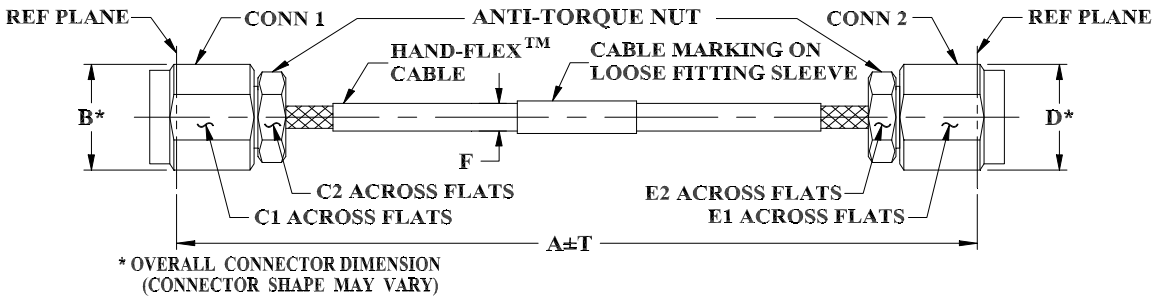 REF PLANE
CONN 1
ANTI-TORQUE NUT
CONN 2
REF PLANE
HAND-FLEX™
CABLE
CABLE MARKING ON
LOOSE FITTING SLEEVE
B*
D*
F
C2 ACROSS FLATS
E2 ACROSS FLATS
C1 ACROSS FLATS
E1 ACROSS FLATS
A±T
* OVERALL CONNECTOR DIMENSION
(CONNECTOR SHAPE MAY VARY)